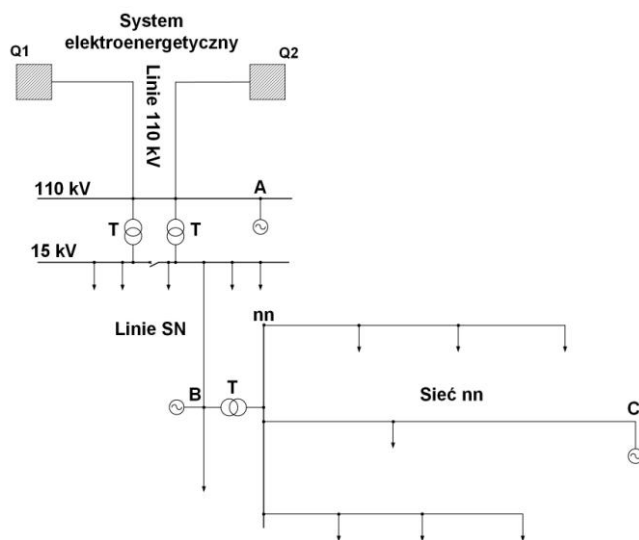 System
elektroenergetyczny
Q1
Q2
Linie 110 kV
110 kV
A
T
T
15 kV
Linie SN
nn
B
T
Sieć nn
C